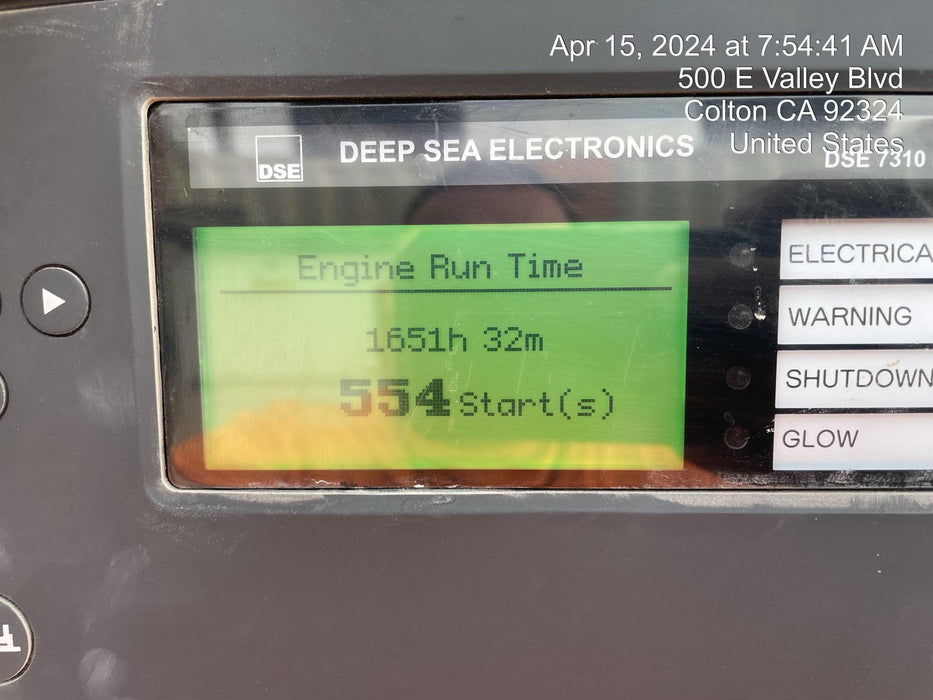 Apr 15, 2024 at 7:54:41 AM
500 E Valley Blvd
Colton CA 92324
United States
DSE
DEEP SEA ELECTRONICS
DSE 7310
Engine Run Time
1651h 32m
554 Start(s)
ELECTRICA
WARNING
SHUTDOWN
GLOW